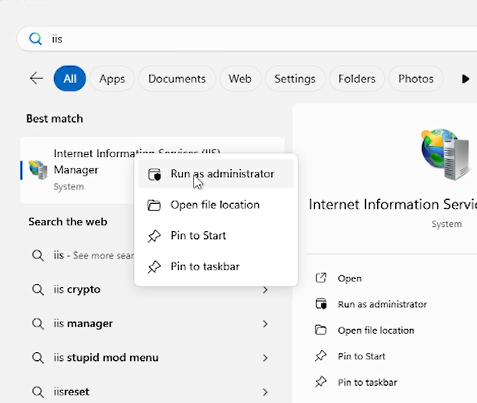 iis
All
Apps
Documents
Web
Settings
Folders
Photos
Best match
Internet Information Services (IIS)
Manager
System
Run as administrator
Open file location
Pin to Start
Pin to taskbar
Search the web
iis - See more sear
iis crypto
iis manager
iis stupid mod menu
iisreset
Internet Information Servic
System
Open
Run as administrator
Open file location
Pin to Start
Pin to taskbar